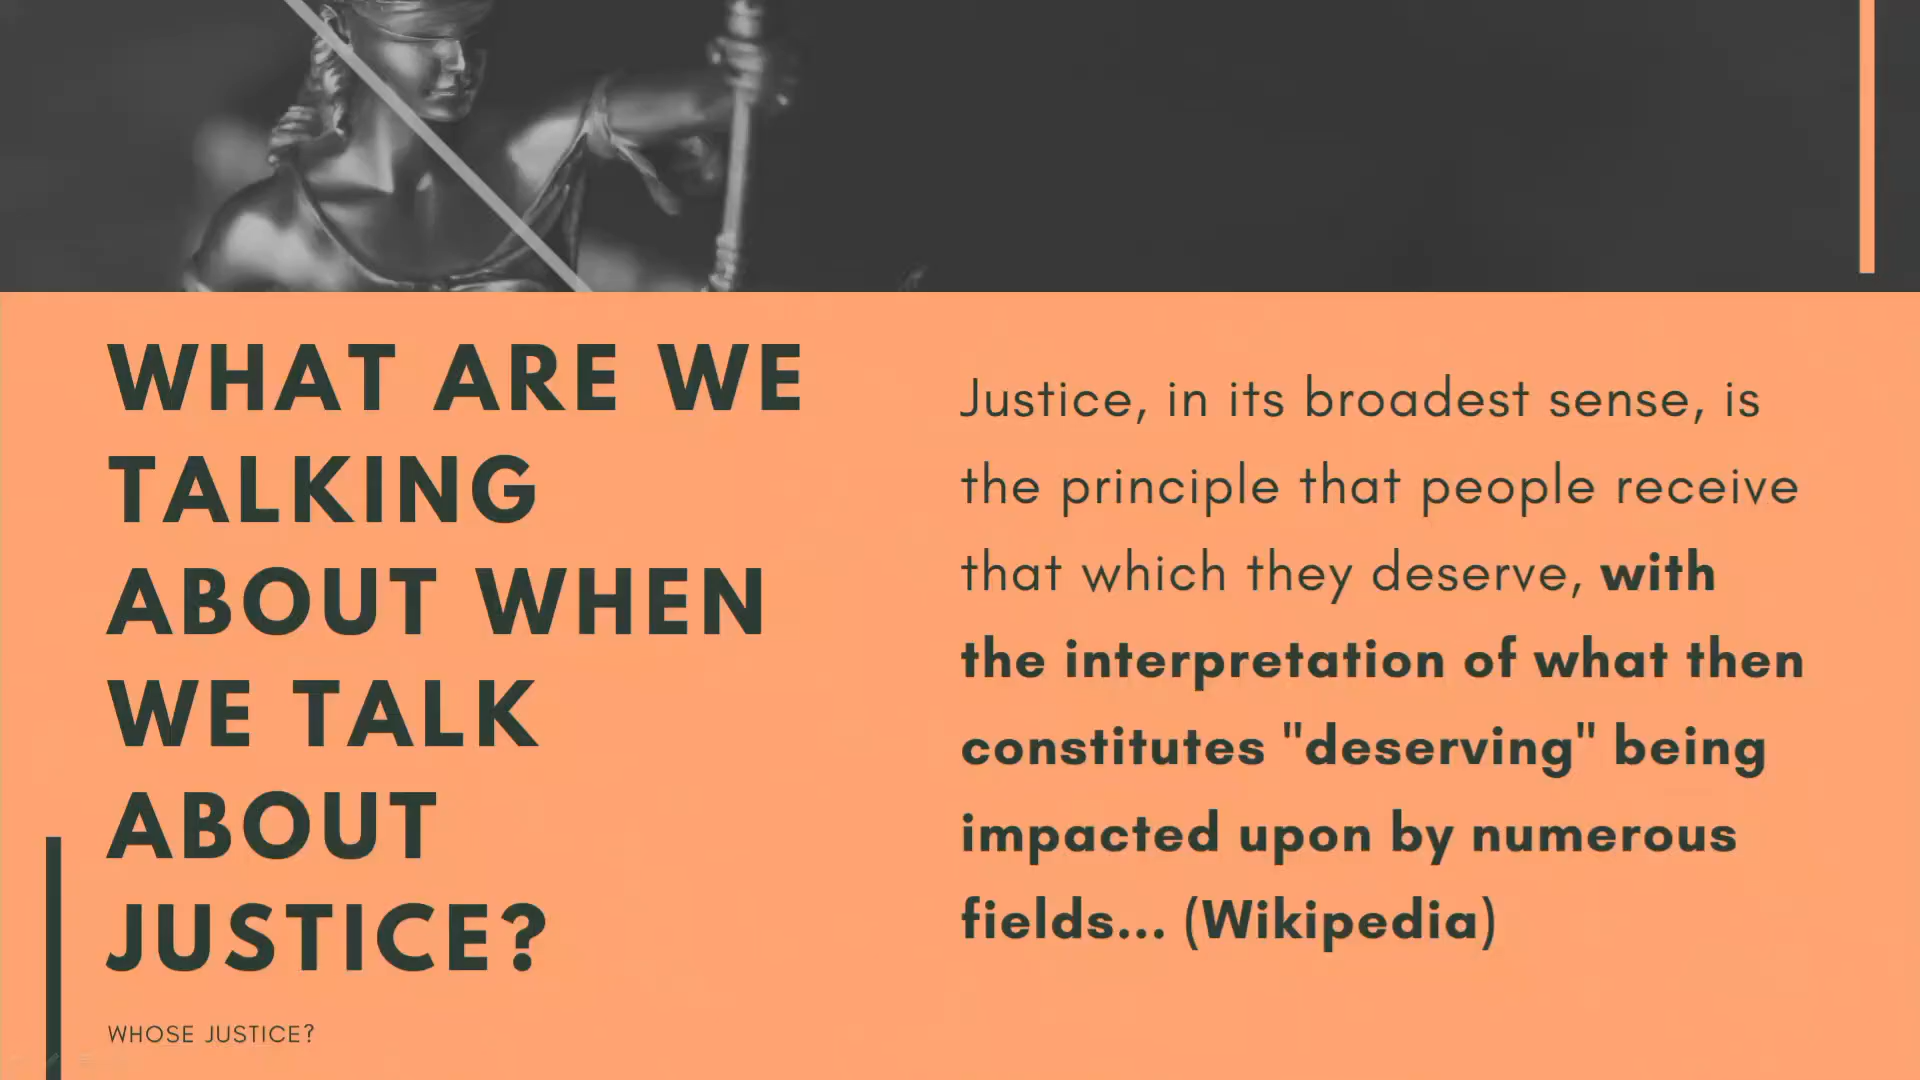 WHAT ARE WE
TALKING
ABOUT WHEN
WE TALK
ABOUT
JUSTICE?
WHOSE JUSTICE?
Justice, in its broadest sense, is
the principle that people receive
that which they deserve, with
the interpretation of what then
constitutes "deserving" being
impacted upon by numerous
fields... (Wikipedia)